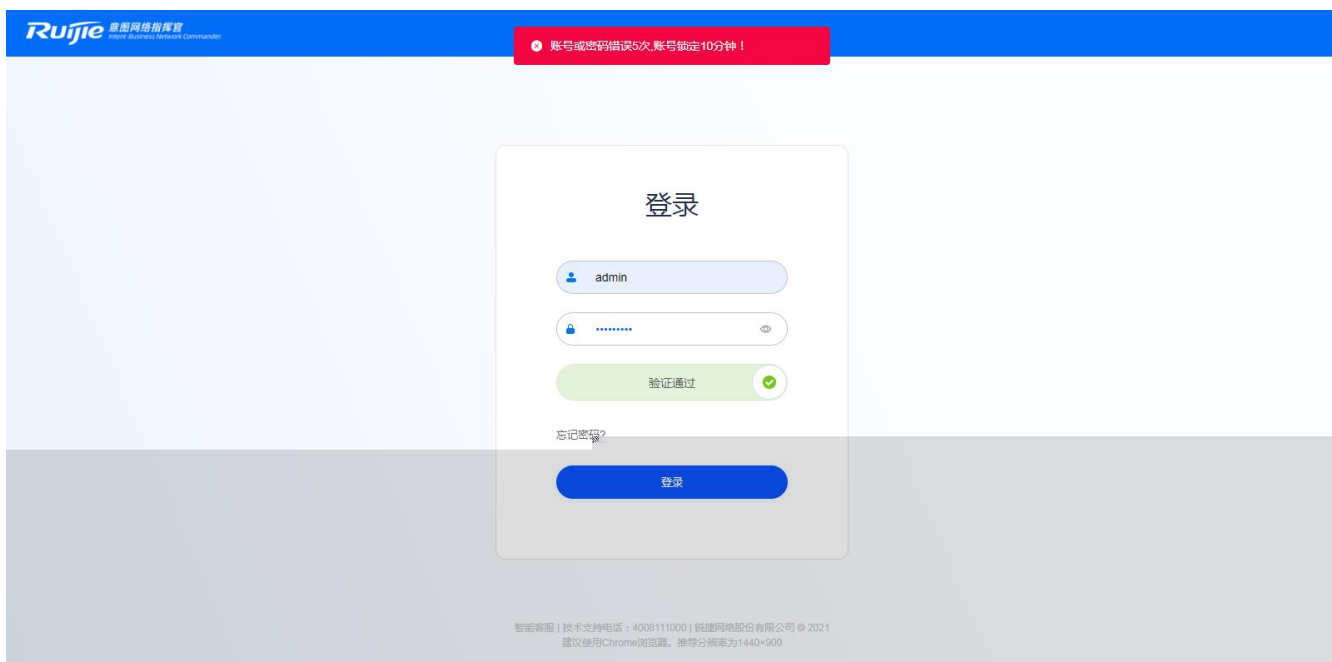 Ruijie 意图网络指挥官
Intent-Business Network Commander
账号或密码错误5次,账号锁定10分钟！
登录
admin
验证通过
忘记密码?
登录
智能客服 | 技术支持电话：4008111000 | 锐捷网络股份有限公司 © 2021
建议使用Chrome浏览器。推荐分辨率为1440×900